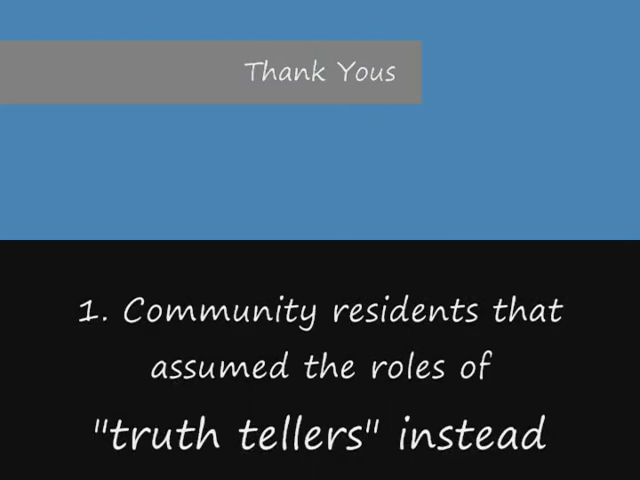 Thank Yous
1. Community residents that
assumed the roles of
"truth tellers" instead